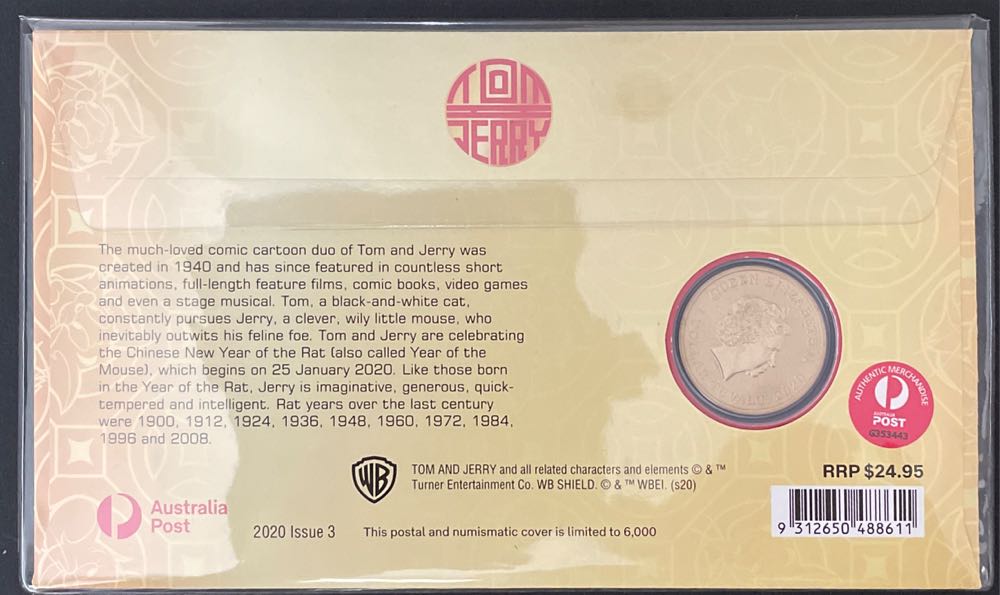 TOM
JERRY
The much-loved comic cartoon duo of Tom and Jerry was
created in 1940 and has since featured in countless short
animations, full-length feature films, comic books, video games
and even a stage musical. Tom, a black-and-white cat,
constantly pursues Jerry, a clever, wily little mouse, who
inevitably outwits his feline foe. Tom and Jerry are celebrating
the Chinese New Year of the Rat (also called Year of the
Mouse), which begins on 25 January 2020. Like those born
in the Year of the Rat, Jerry is imaginative, generous, quick-
tempered and intelligent. Rat years over the last century
were 1900, 1912, 1924, 1936, 1948, 1960, 1972, 1984,
1996 and 2008.
QUEEN ELIZABETH
AUTHENTIC MERCHANDISE
AUSTRALIA
POST
G353443
WB
TOM AND JERRY and all related characters and elements © & ™
Turner Entertainment Co. WB SHIELD. © & ™ WBEI. (s20)
RRP $24.95
9 312650 488611
Australia
Post
2020 Issue 3
This postal and numismatic cover is limited to 6,000